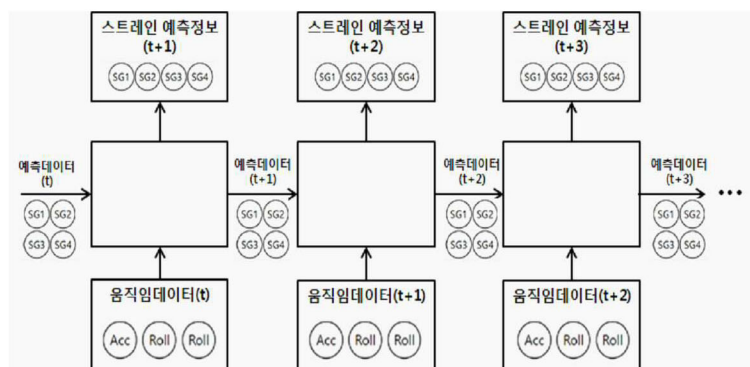 스트레인 예측정보
(t+1)
SG1 SG2 SG3 SG4
스트레인 예측정보
(t+2)
SG1 SG2 SG3 SG4
스트레인 예측정보
(t+3)
SG1 SG2 SG3 SG4
예측데이터
(t)
SG1 SG2
SG3 SG4
예측데이터
(t+1)
SG1 SG2
SG3 SG4
예측데이터
(t+2)
SG1 SG2
SG3 SG4
예측데이터
(t+3)
SG1 SG2
SG3 SG4
움직임데이터(t)
Acc Roll Roll
움직임데이터(t+1)
Acc Roll Roll
움직임데이터(t+2)
Acc Roll Roll